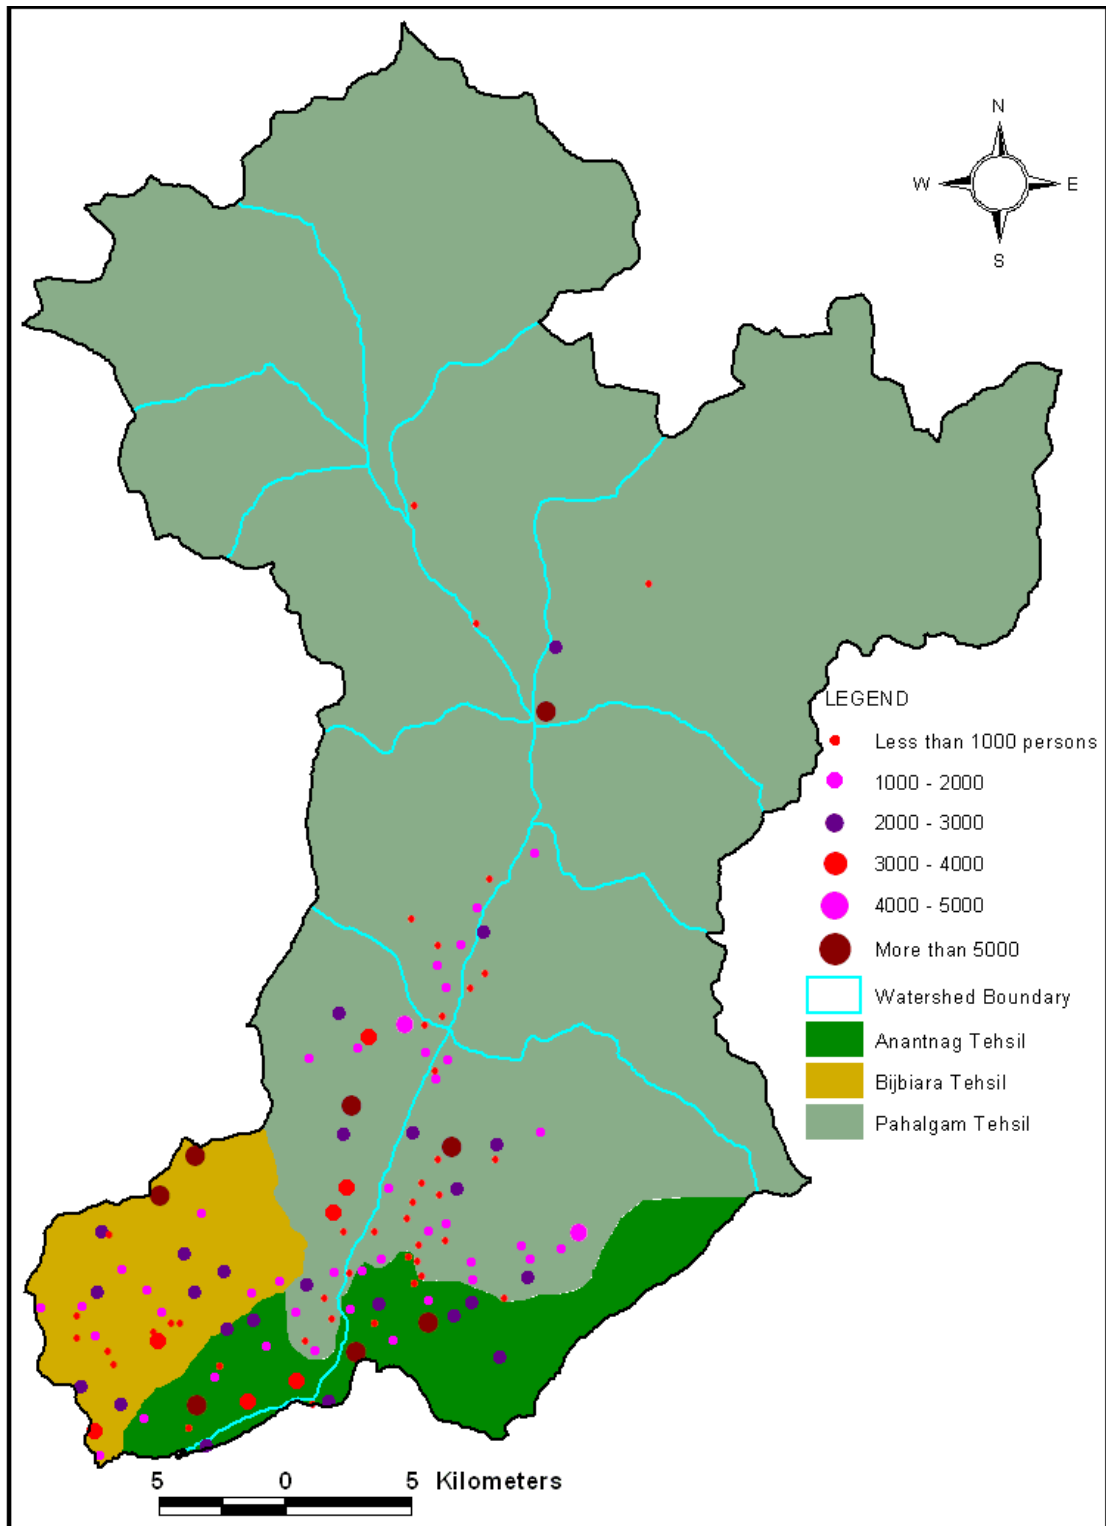 N
W E
S
LEGEND
Less than 1000 persons
1000 - 2000
2000 - 3000
3000 - 4000
4000 - 5000
More than 5000
Watershed Boundary
Anantnag Tehsil
Bijbiara Tehsil
Pahalgam Tehsil
5 0 5 Kilometers